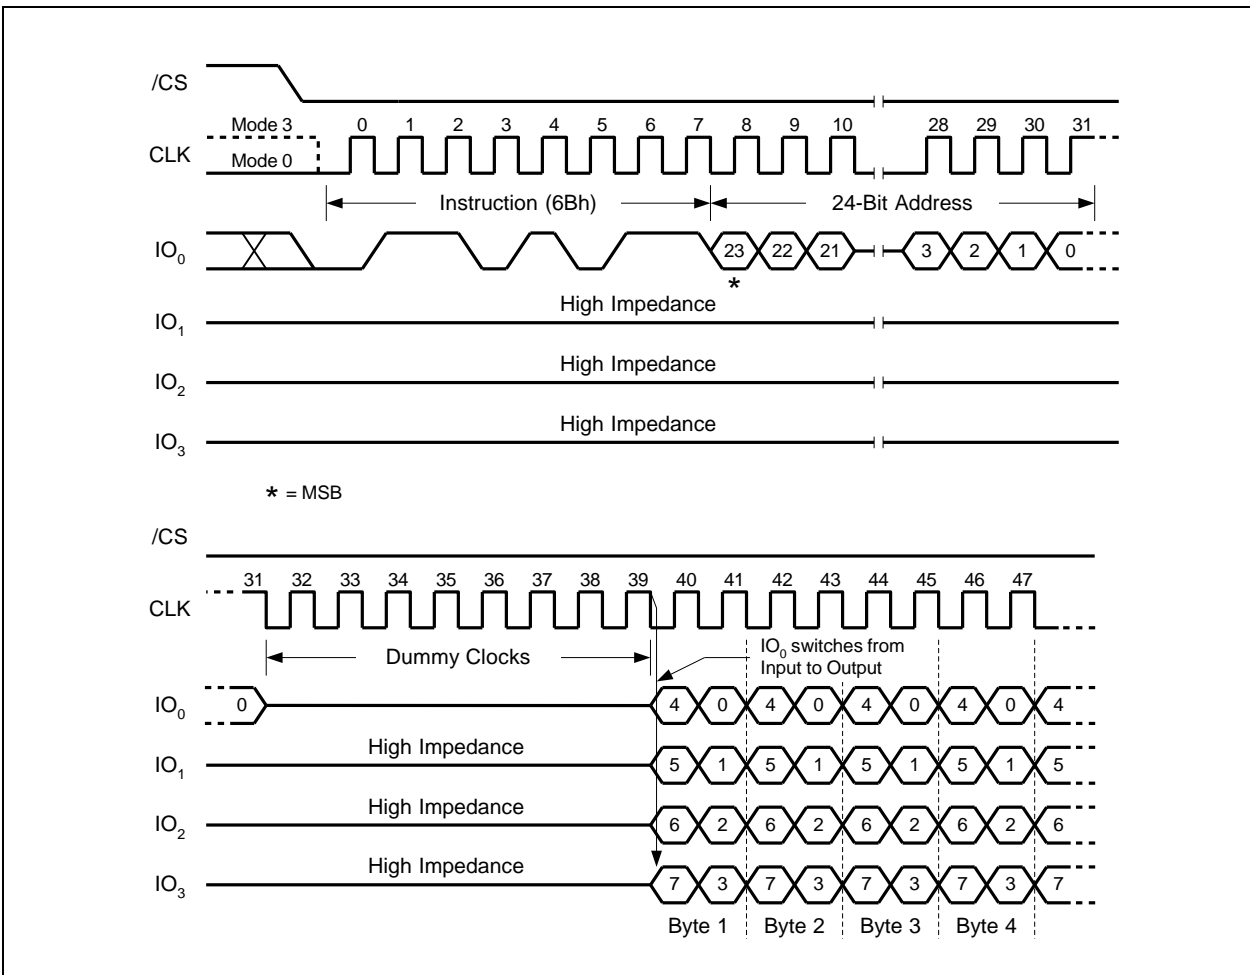 /CS
Mode 3 0 1 2 3 4 5 6 7 8 9 10 28 29 30 31
CLK
Mode 0
Instruction (6Bh) 24-Bit Address
IO0 23 22 21 3 2 1 0
*
High Impedance
IO1
High Impedance
IO2
High Impedance
IO3
* = MSB
/CS
31 32 33 34 35 36 37 38 39 40 41 42 43 44 45 46 47
CLK
Dummy Clocks
IO0 switches from
Input to Output
IO0 0 4 0 4 0 4 0 4 0 4
High Impedance
IO1 5 1 5 1 5 1 5 1 5
High Impedance
IO2 6 2 6 2 6 2 6 2 6
High Impedance
IO3 7 3 7 3 7 3 7 3 7
Byte 1 Byte 2 Byte 3 Byte 4